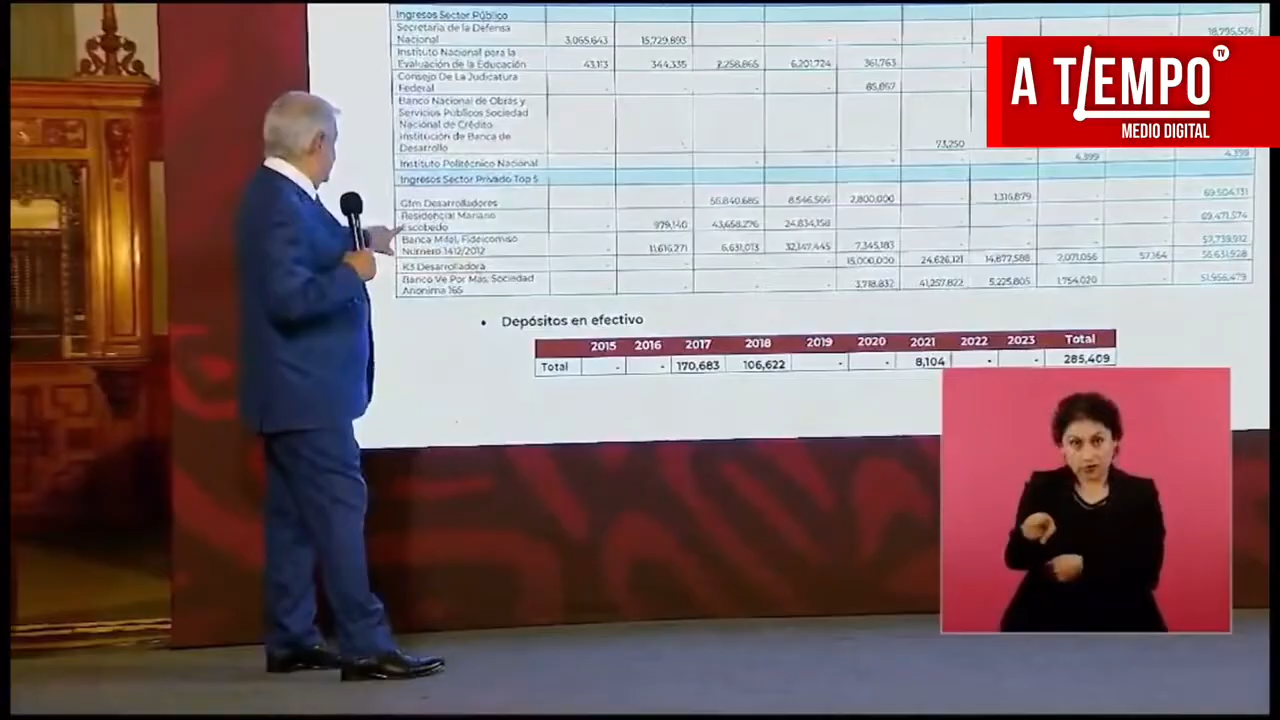 Ingresos Sector Público
Secretaria de la Defensa
Nacional 3,065,643 15,729,893 - - - 18,795,536
Instituto Nacional para la
Evaluación de la Educación 43,113 344,335 2,258,865 6,201,724 361,763
Consejo De La Judicatura
Federal - - - - 85,857
Banco Nacional de Obras y
Servicios Públicos Sociedad
Nacional de Crédito
Institución de Banca de
Desarrollo - - - - - 73,250
Instituto Politécnico Nacional - - - - - - - 4,399 - 4,399
Ingresos Sector Privado Top 5
Gfm Desarrolladores - - 56,840,686 8,546,566 2,800,000 - 1,316,879 - - 69,504,131
Residencial Mariano
Escobedo - 979,140 43,658,276 24,834,158 - - - - - 69,471,574
Banca Mifel, Fideicomiso
Numero 1412/2012 - 11,616,271 6,631,013 32,147,445 7,345,183 - - - - 57,739,912
K3 Desarrolladora - - - - 15,000,000 24,626,121 14,877,588 2,071,056 57,164 56,631,928
Banco Ve Por Mas, Sociedad
Anonima 165 - - - - 3,718,832 41,257,822 5,225,805 1,754,020 - 51,956,479
• Depósitos en efectivo
2015 2016 2017 2018 2019 2020 2021 2022 2023 Total
Total - - 170,683 106,622 - - 8,104 - - 285,409
A TIEMPO TV
MEDIO DIGITAL